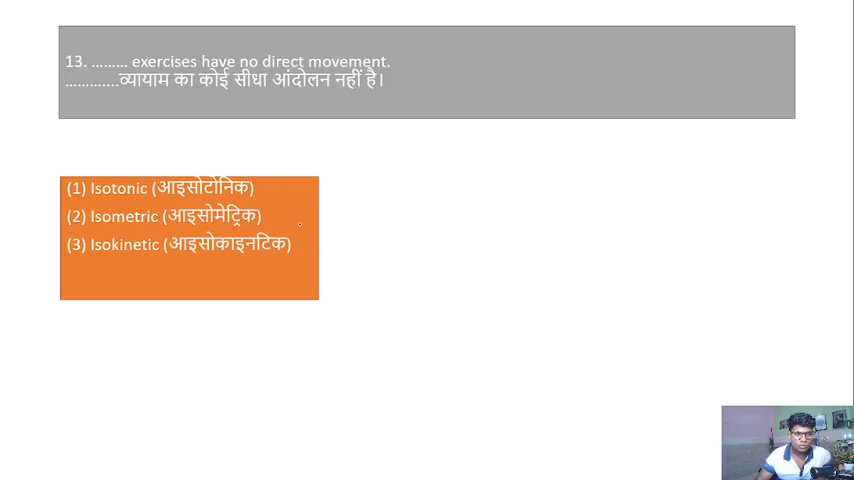 13. ……… exercises have no direct movement.
…………..व्यायाम का कोई सीधा आंदोलन नहीं है।
(1) Isotonic (आइसोटोनिक)
(2) Isometric (आइसोमेट्रिक)
(3) Isokinetic (आइसोकाइनटिक)